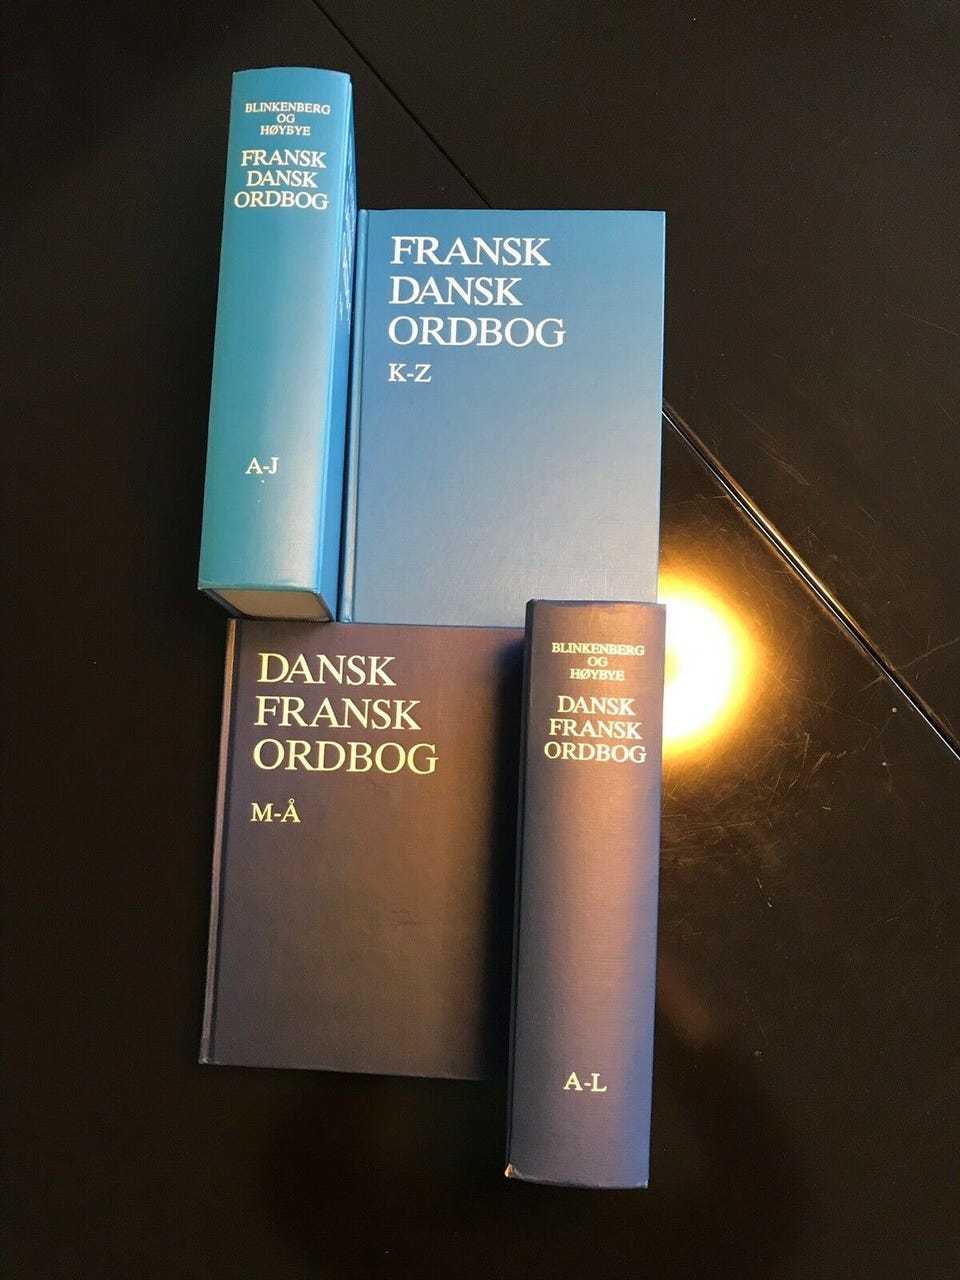 BLINKENBERG
OG
HØYBYE
FRANSK
DANSK
ORDBOG
A-J
FRANSK
DANSK
ORDBOG
K-Z
DANSK
FRANSK
ORDBOG
M-Å
BLINKENBERG
OG
HØYBYE
DANSK
FRANSK
ORDBOG
A-L